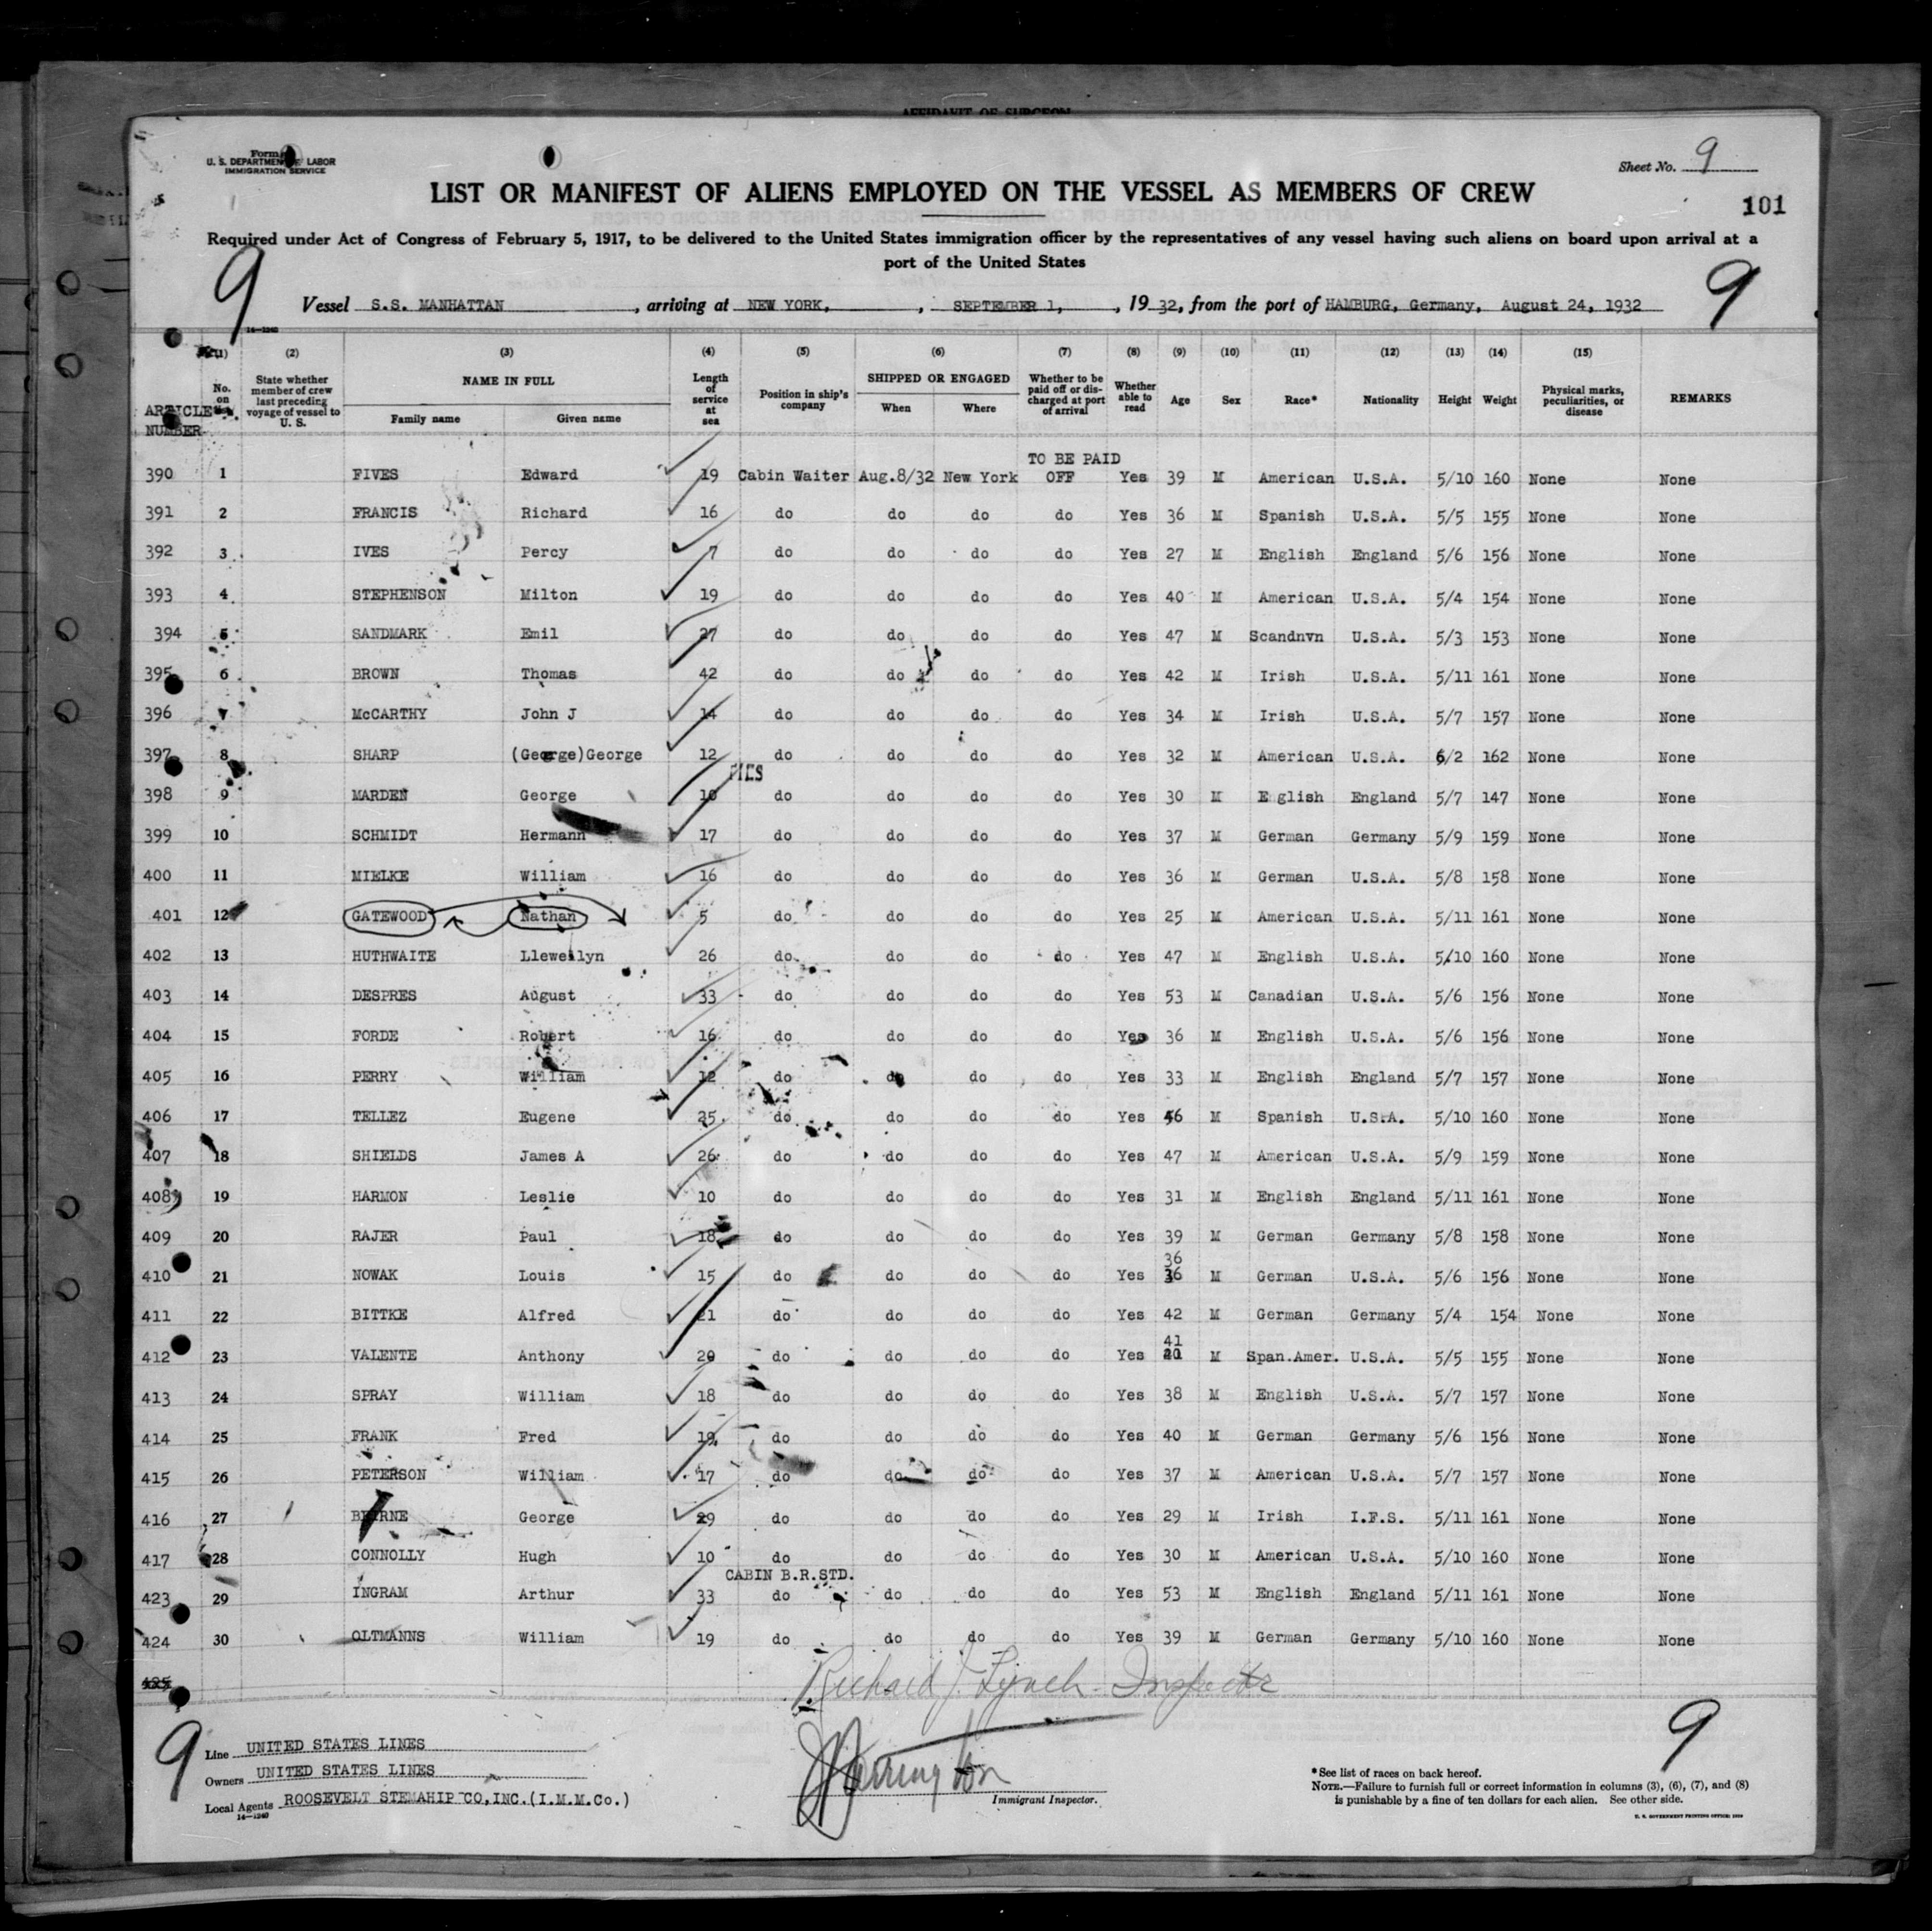 AFFIDAVIT OF SURGEON
Form
U. S. DEPARTMENT OF LABOR
IMMIGRATION SERVICE
Sheet No. 9
LIST OR MANIFEST OF ALIENS EMPLOYED ON THE VESSEL AS MEMBERS OF CREW
101
Required under Act of Congress of February 5, 1917, to be delivered to the United States immigration officer by the representatives of any vessel having such aliens on board upon arrival at a
port of the United States
9 9
Vessel S.S. MANHATTAN, arriving at NEW YORK, , SEPTEMBER 1, , 19 32, from the port of HAMBURG, Germany, August 24, 1932
14-1240
(1) (2) (3) (4) (5) (6) (7) (8) (9) (10) (11) (12) (13) (14) (15)
ARTICLE NUMBER No. on list State whether member of crew last preceding voyage of vessel to U. S. NAME IN FULL Family name Given name Length of service at sea Position in ship's company SHIPPED OR ENGAGED When Where Whether to be paid off or discharged at port of arrival Whether able to read Age Sex Race* Nationality Height Weight Physical marks, peculiarities, or disease REMARKS
TO BE PAID
390 1 FIVES Edward 19 Cabin Waiter Aug.8/32 New York OFF Yes 39 M American U.S.A. 5/10 160 None None
391 2 FRANCIS Richard 16 do do do do Yes 36 M Spanish U.S.A. 5/5 155 None None
392 3 IVES Percy 7 do do do do Yes 27 M English England 5/6 156 None None
393 4 STEPHENSON Milton 19 do do do do Yes 40 M American U.S.A. 5/4 154 None None
394 5 SANDMARK Emil 27 do do do do Yes 47 M Scandnvn U.S.A. 5/3 153 None None
395 6 BROWN Thomas 42 do do do do Yes 42 M Irish U.S.A. 5/11 161 None None
396 7 McCARTHY John J 14 do do do do Yes 34 M Irish U.S.A. 5/7 157 None None
397 8 SHARP (George)George 12 do do do do Yes 32 M American U.S.A. 6/2 162 None None
398 9 MARDEN George 10 do do do do Yes 30 M English England 5/7 147 None None
399 10 SCHMIDT Hermann 17 do do do do Yes 37 M German Germany 5/9 159 None None
400 11 MIELKE William 16 do do do do Yes 36 M German U.S.A. 5/8 158 None None
401 12 GATEWOOD Nathan 5 do do do do Yes 25 M American U.S.A. 5/11 161 None None
402 13 HUTHWAITE Llewellyn 26 do do do do Yes 47 M English U.S.A. 5/10 160 None None
403 14 DESPRES August 33 do do do do Yes 53 M Canadian U.S.A. 5/6 156 None None
404 15 FORDE Robert 16 do do do do Yes 36 M English U.S.A. 5/6 156 None None
405 16 PERRY William 12 do do do do Yes 33 M English England 5/7 157 None None
406 17 TELLEZ Eugene 25 do do do do Yes 46 M Spanish U.S.A. 5/10 160 None None
407 18 SHIELDS James A 26 do do do do Yes 47 M American U.S.A. 5/9 159 None None
408 19 HARMON Leslie 10 do do do do Yes 31 M English England 5/11 161 None None
409 20 RAJER Paul 18 do do do do Yes 39 M German Germany 5/8 158 None None
36
410 21 NOWAK Louis 15 do do do do Yes 36 M German U.S.A. 5/6 156 None None
411 22 BITTKE Alfred 21 do do do do Yes 42 M German Germany 5/4 154 None None
41
412 23 VALENTE Anthony 20 do do do do Yes M Span.Amer. U.S.A. 5/5 155 None None
413 24 SPRAY William 18 do do do do Yes 38 M English U.S.A. 5/7 157 None None
414 25 FRANK Fred 19 do do do do Yes 40 M German Germany 5/6 156 None None
415 26 PETERSON William 17 do do do do Yes 37 M American U.S.A. 5/7 157 None None
416 27 BEIRNE George 29 do do do do Yes 29 M Irish I.F.S. 5/11 161 None None
417 28 CONNOLLY Hugh 10 do do do do Yes 30 M American U.S.A. 5/10 160 None None
CABIN B.R.STD.
423 29 INGRAM Arthur 33 do do do do Yes 53 M English England 5/11 161 None None
424 30 OLTMANNS William 19 do do do do Yes 39 M German Germany 5/10 160 None None
425
Richard J. Lynch - Inspector
9 9
Line UNITED STATES LINES
Owners UNITED STATES LINES
Local Agents ROOSEVELT STEMAHIP CO,INC.(I.M.M.Co.)
14-1240
Immigrant Inspector.
*See list of races on back hereof.
NOTE.—Failure to furnish full or correct information in columns (3), (6), (7), and (8)
is punishable by a fine of ten dollars for each alien. See other side.